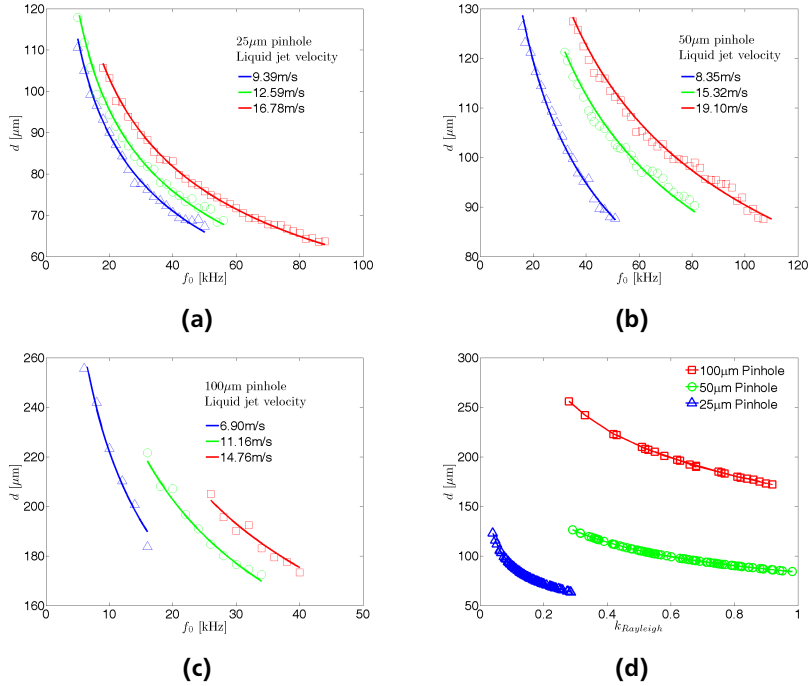 120
110
100
90
80
70
60
0
20
40
60
80
100
d [μm]
f0 [kHz]
25μm pinhole
Liquid jet velocity
9.39m/s
12.59m/s
16.78m/s
(a)
130
120
110
100
90
80
0
20
40
60
80
100
120
d [μm]
f0 [kHz]
50μm pinhole
Liquid jet velocity
8.35m/s
15.32m/s
19.10m/s
(b)
260
240
220
200
180
160
0
10
20
30
40
50
d [μm]
f0 [kHz]
100μm pinhole
Liquid jet velocity
6.90m/s
11.16m/s
14.76m/s
(c)
300
250
200
150
100
50
0
0.2
0.4
0.6
0.8
1
d [μm]
kRayleigh
100μm Pinhole
50μm Pinhole
25μm Pinhole
(d)